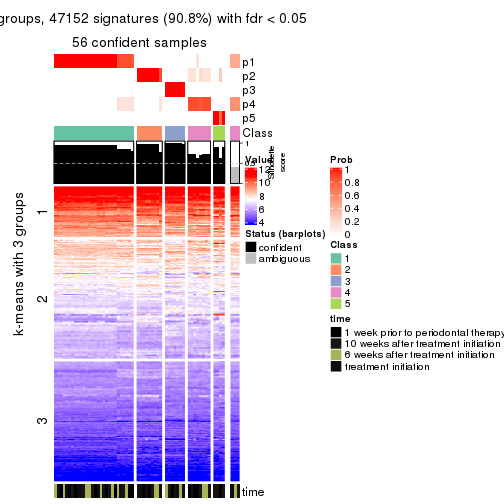 groups, 47152 signatures (90.8%) with fdr < 0.05
56 confident samples
p1
p2
p3
p4
p5
Class
1
0.5
Silhouette
score
Value
12
10
8
6
4
Status (barplots)
confident
ambiguous
Prob
1
0.8
0.6
0.4
0.2
0
Class
1
2
3
4
5
time
1 week prior to periodontal therapy
10 weeks after treatment initiation
6 weeks after treatment initiation
treatment initiation
k-means with 3 groups
1
2
3
time